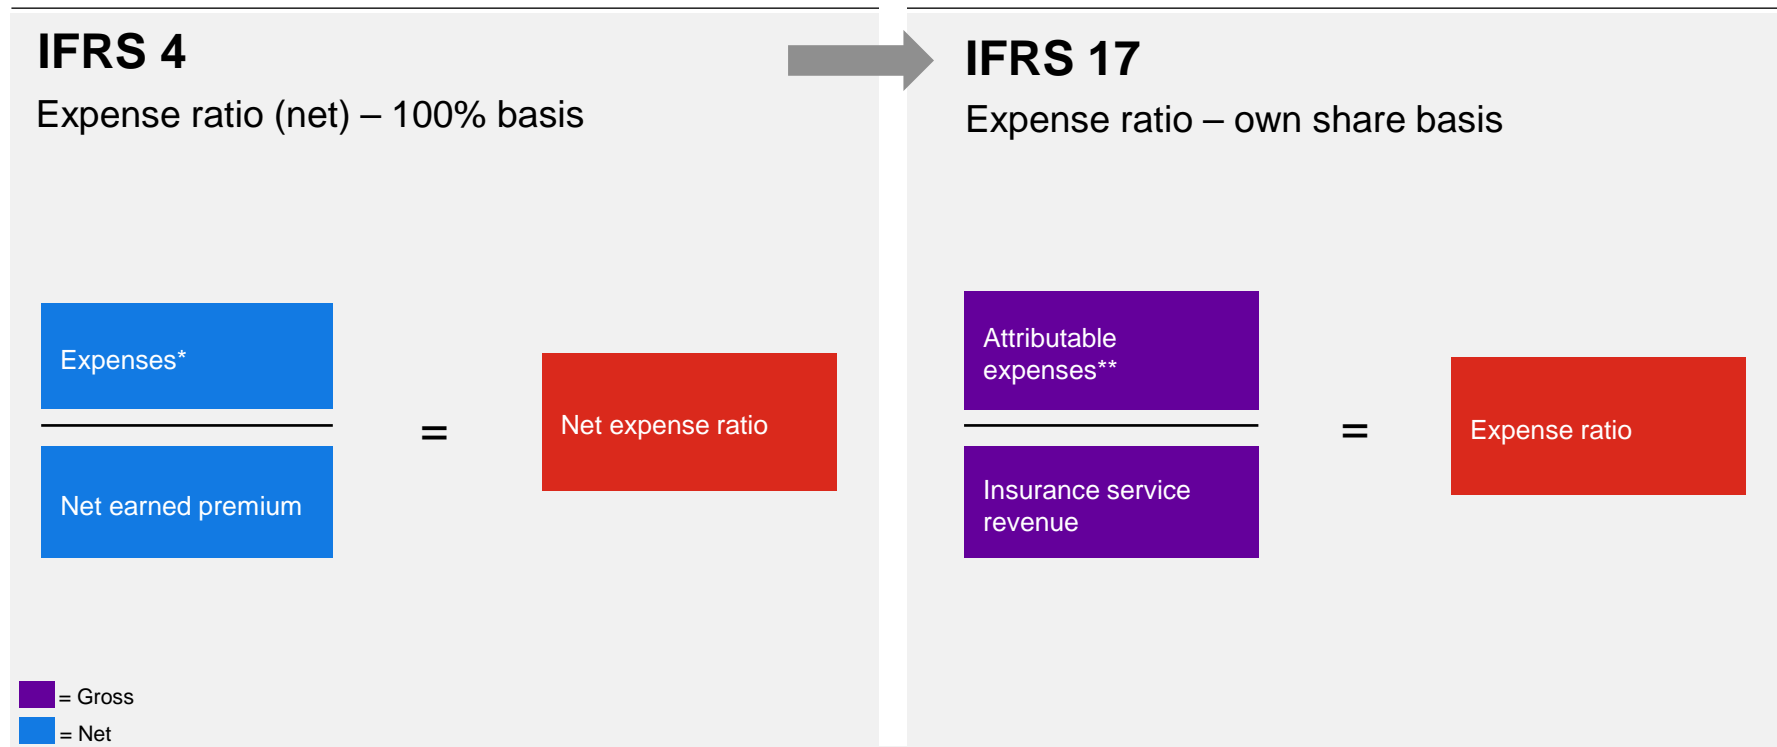 IFRS 4
Expense ratio (net) – 100% basis
Expenses*
Net earned premium
=
Net expense ratio
= Gross
= Net
IFRS 17
Expense ratio – own share basis
Attributable
expenses**
Insurance service
revenue
=
Expense ratio